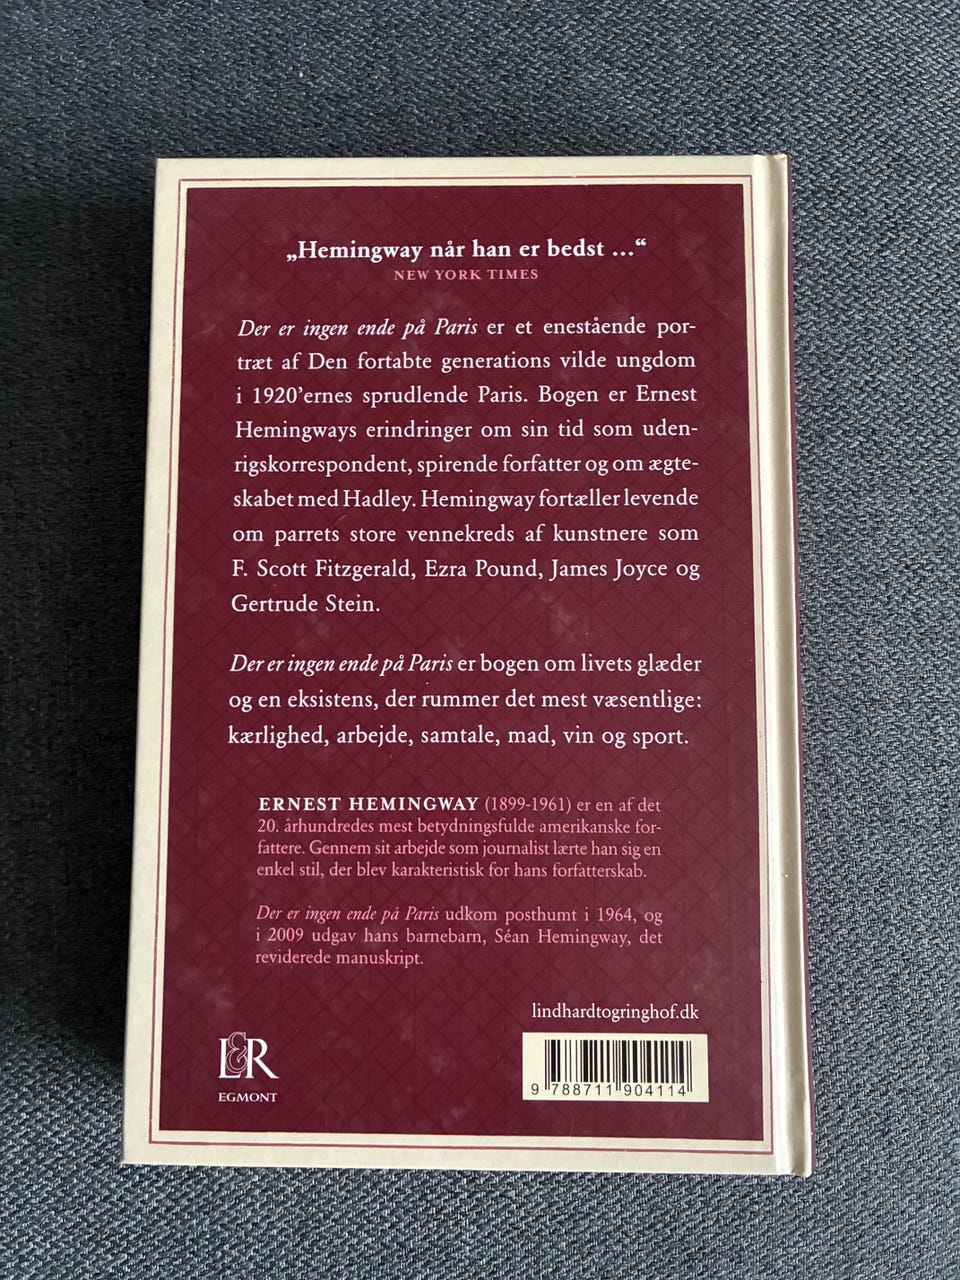 „Hemingway når han er bedst ...“
NEW YORK TIMES
Der er ingen ende på Paris er et enestående por-
træt af Den fortabte generations vilde ungdom
i 1920’ernes sprudlende Paris. Bogen er Ernest
Hemingways erindringer om sin tid som uden-
rigskorrespondent, spirende forfatter og om ægte-
skabet med Hadley. Hemingway fortæller levende
om parrets store vennekreds af kunstnere som
F. Scott Fitzgerald, Ezra Pound, James Joyce og
Gertrude Stein.
Der er ingen ende på Paris er bogen om livets glæder
og en eksistens, der rummer det mest væsentlige:
kærlighed, arbejde, samtale, mad, vin og sport.
ERNEST HEMINGWAY (1899-1961) er en af det
20. århundredes mest betydningsfulde amerikanske for-
fattere. Gennem sit arbejde som journalist lærte han sig en
enkel stil, der blev karakteristisk for hans forfatterskab.
Der er ingen ende på Paris udkom posthumt i 1964, og
i 2009 udgav hans barnebarn, Séan Hemingway, det
reviderede manuskript.
lindhardtogringhof.dk
L&R
EGMONT
9 788711 904114